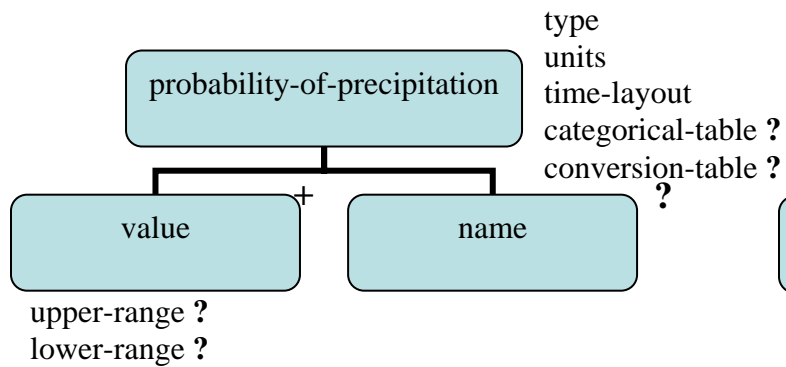 type
units
time-layout
categorical-table ?
conversion-table ?
probability-of-precipitation
+
?
value
name
upper-range ?
lower-range ?